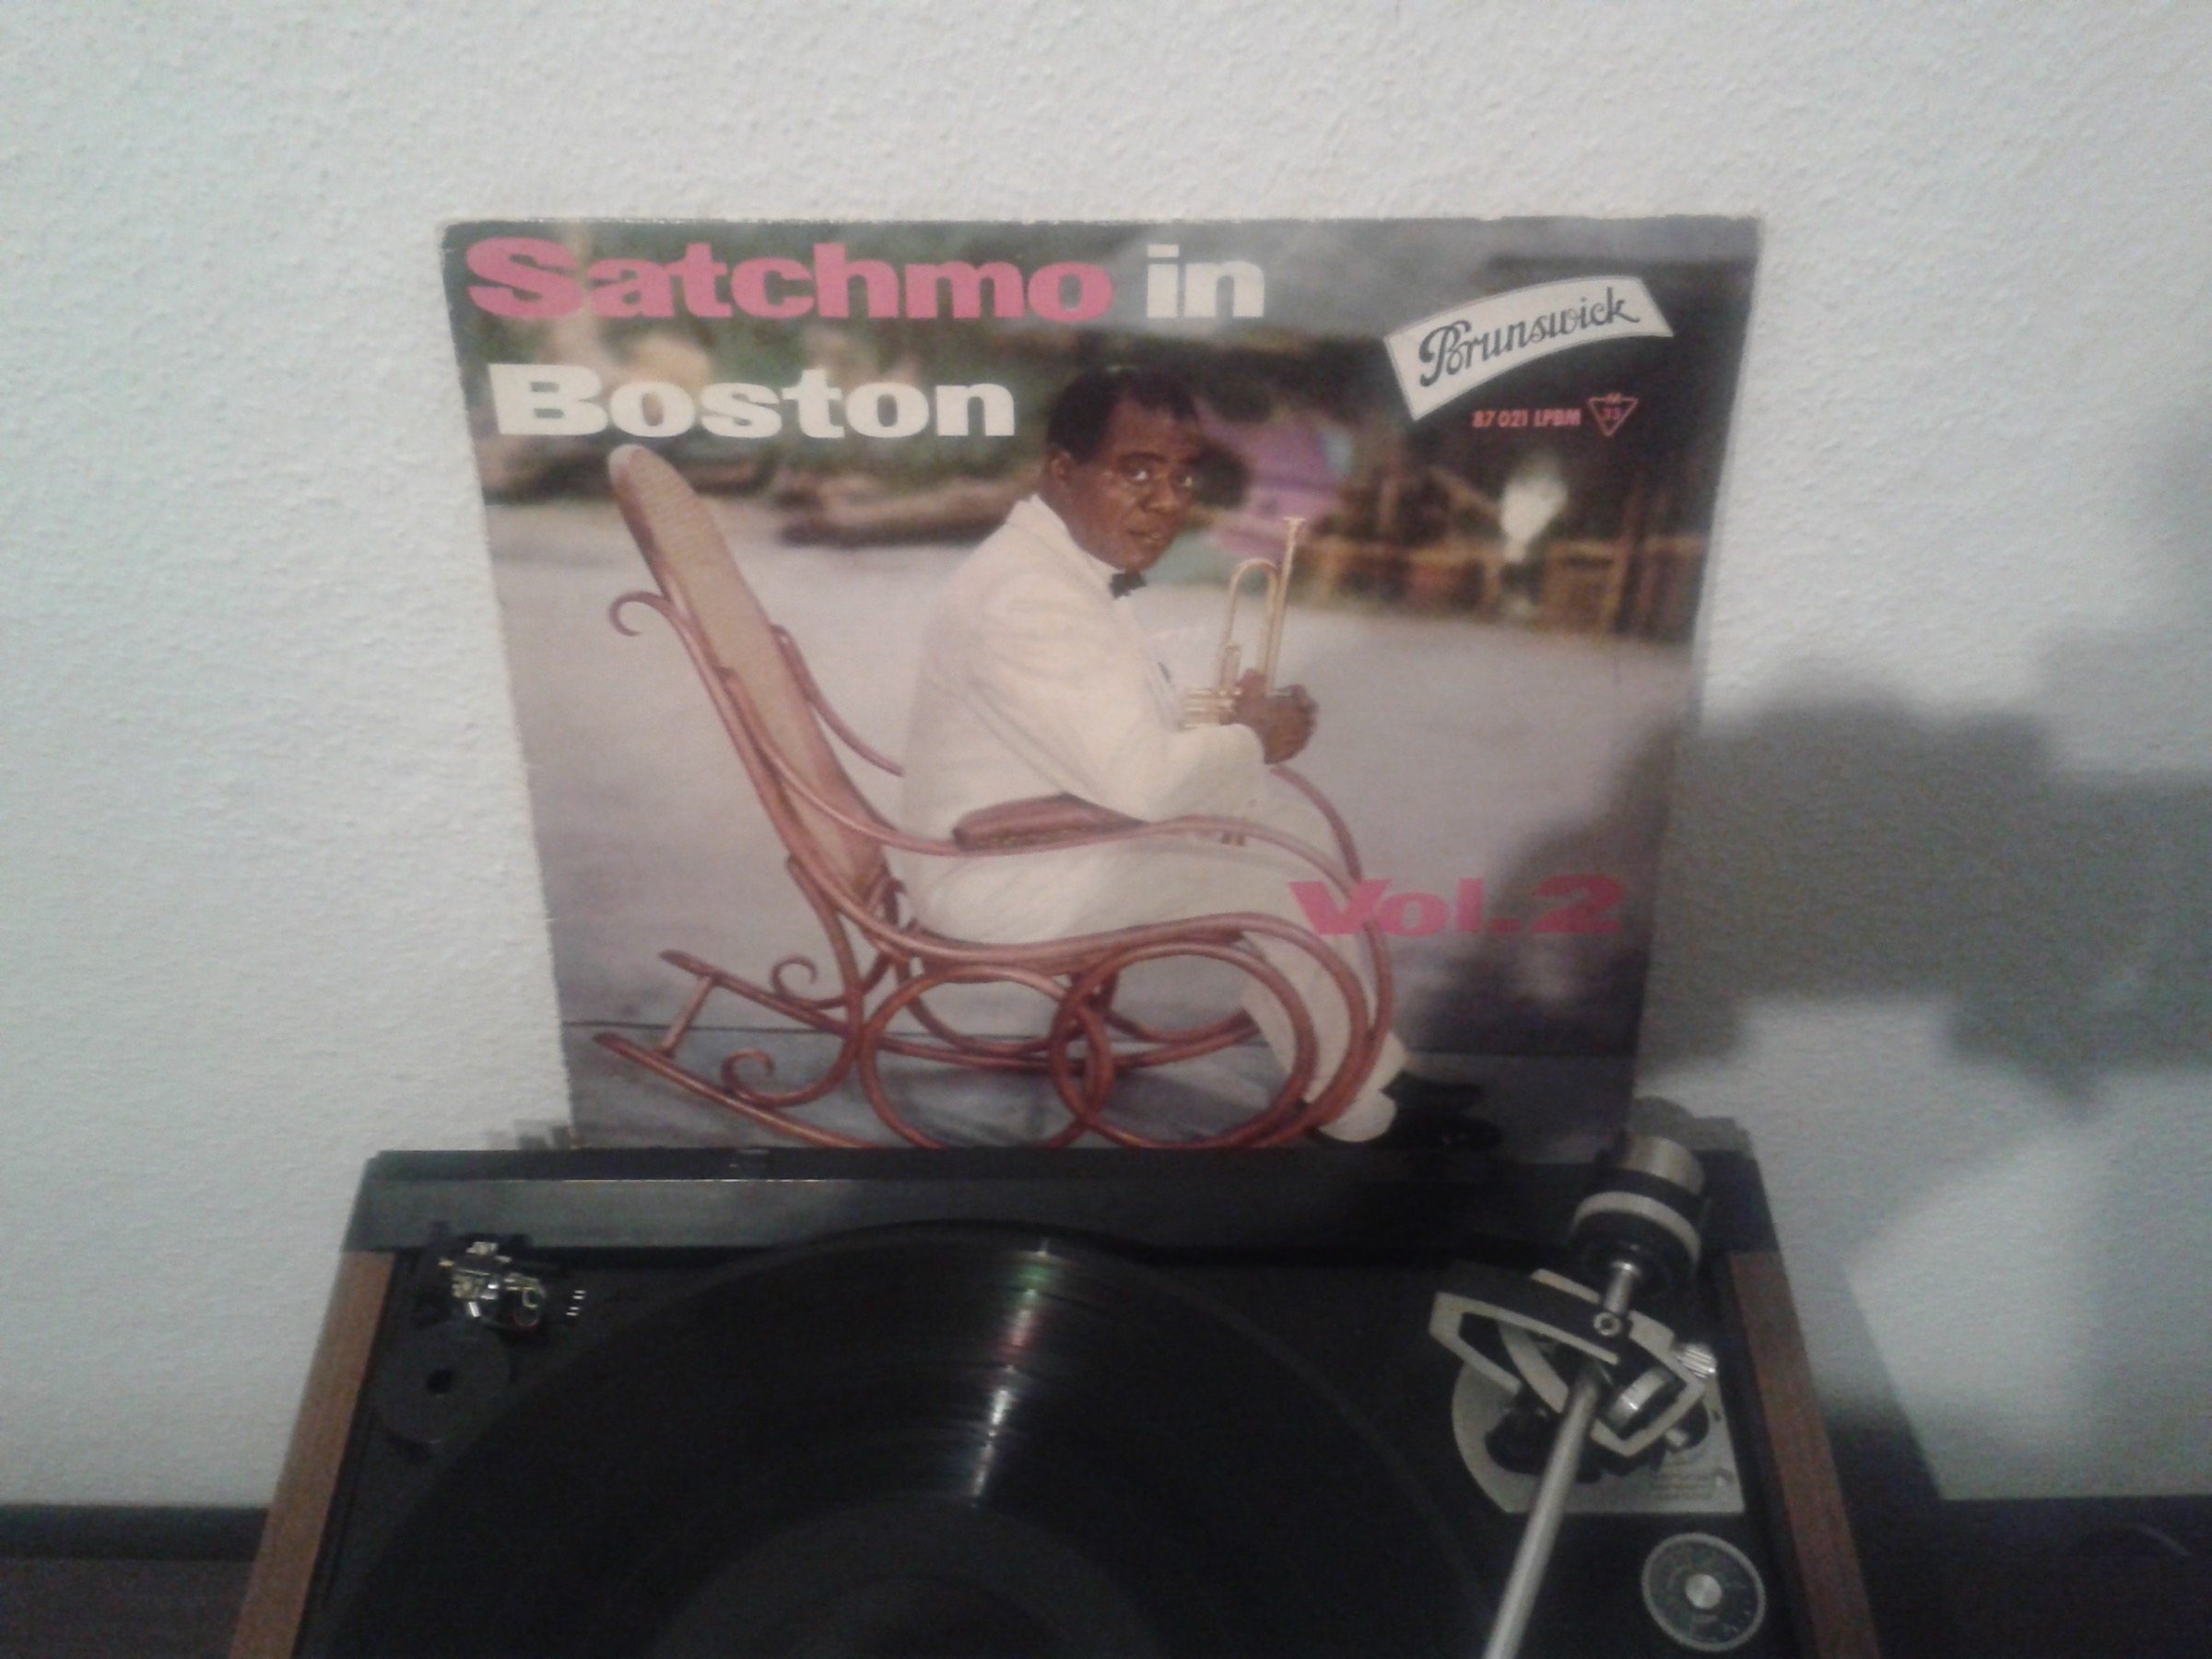 Satchmo in
Boston
Brunswick
87 021 LPBM
Vol. 2